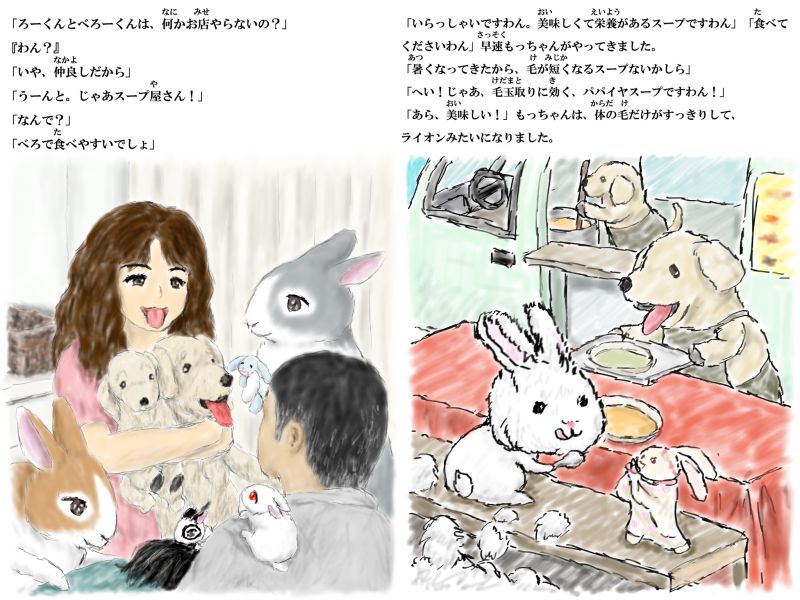 「ろーくんとべろーくんは、何かお店やらないの？」
『わん？』
「いや、仲良しだから」
「うーんと。じゃあスープ屋さん！」
「なんで？」
「べろで食べやすいでしょ」
「いらっしゃいですわん。美味しくて栄養があるスープですわん」「食べて
くださいわん」早速もっちゃんがやってきました。
「暑くなってきたから、毛が短くなるスープないかしら」
「へい！じゃあ、毛玉取りに効く、パパイヤスープですわん！」
「あら、美味しい！」もっちゃんは、体の毛だけがすっきりして、
ライオンみたいになりました。